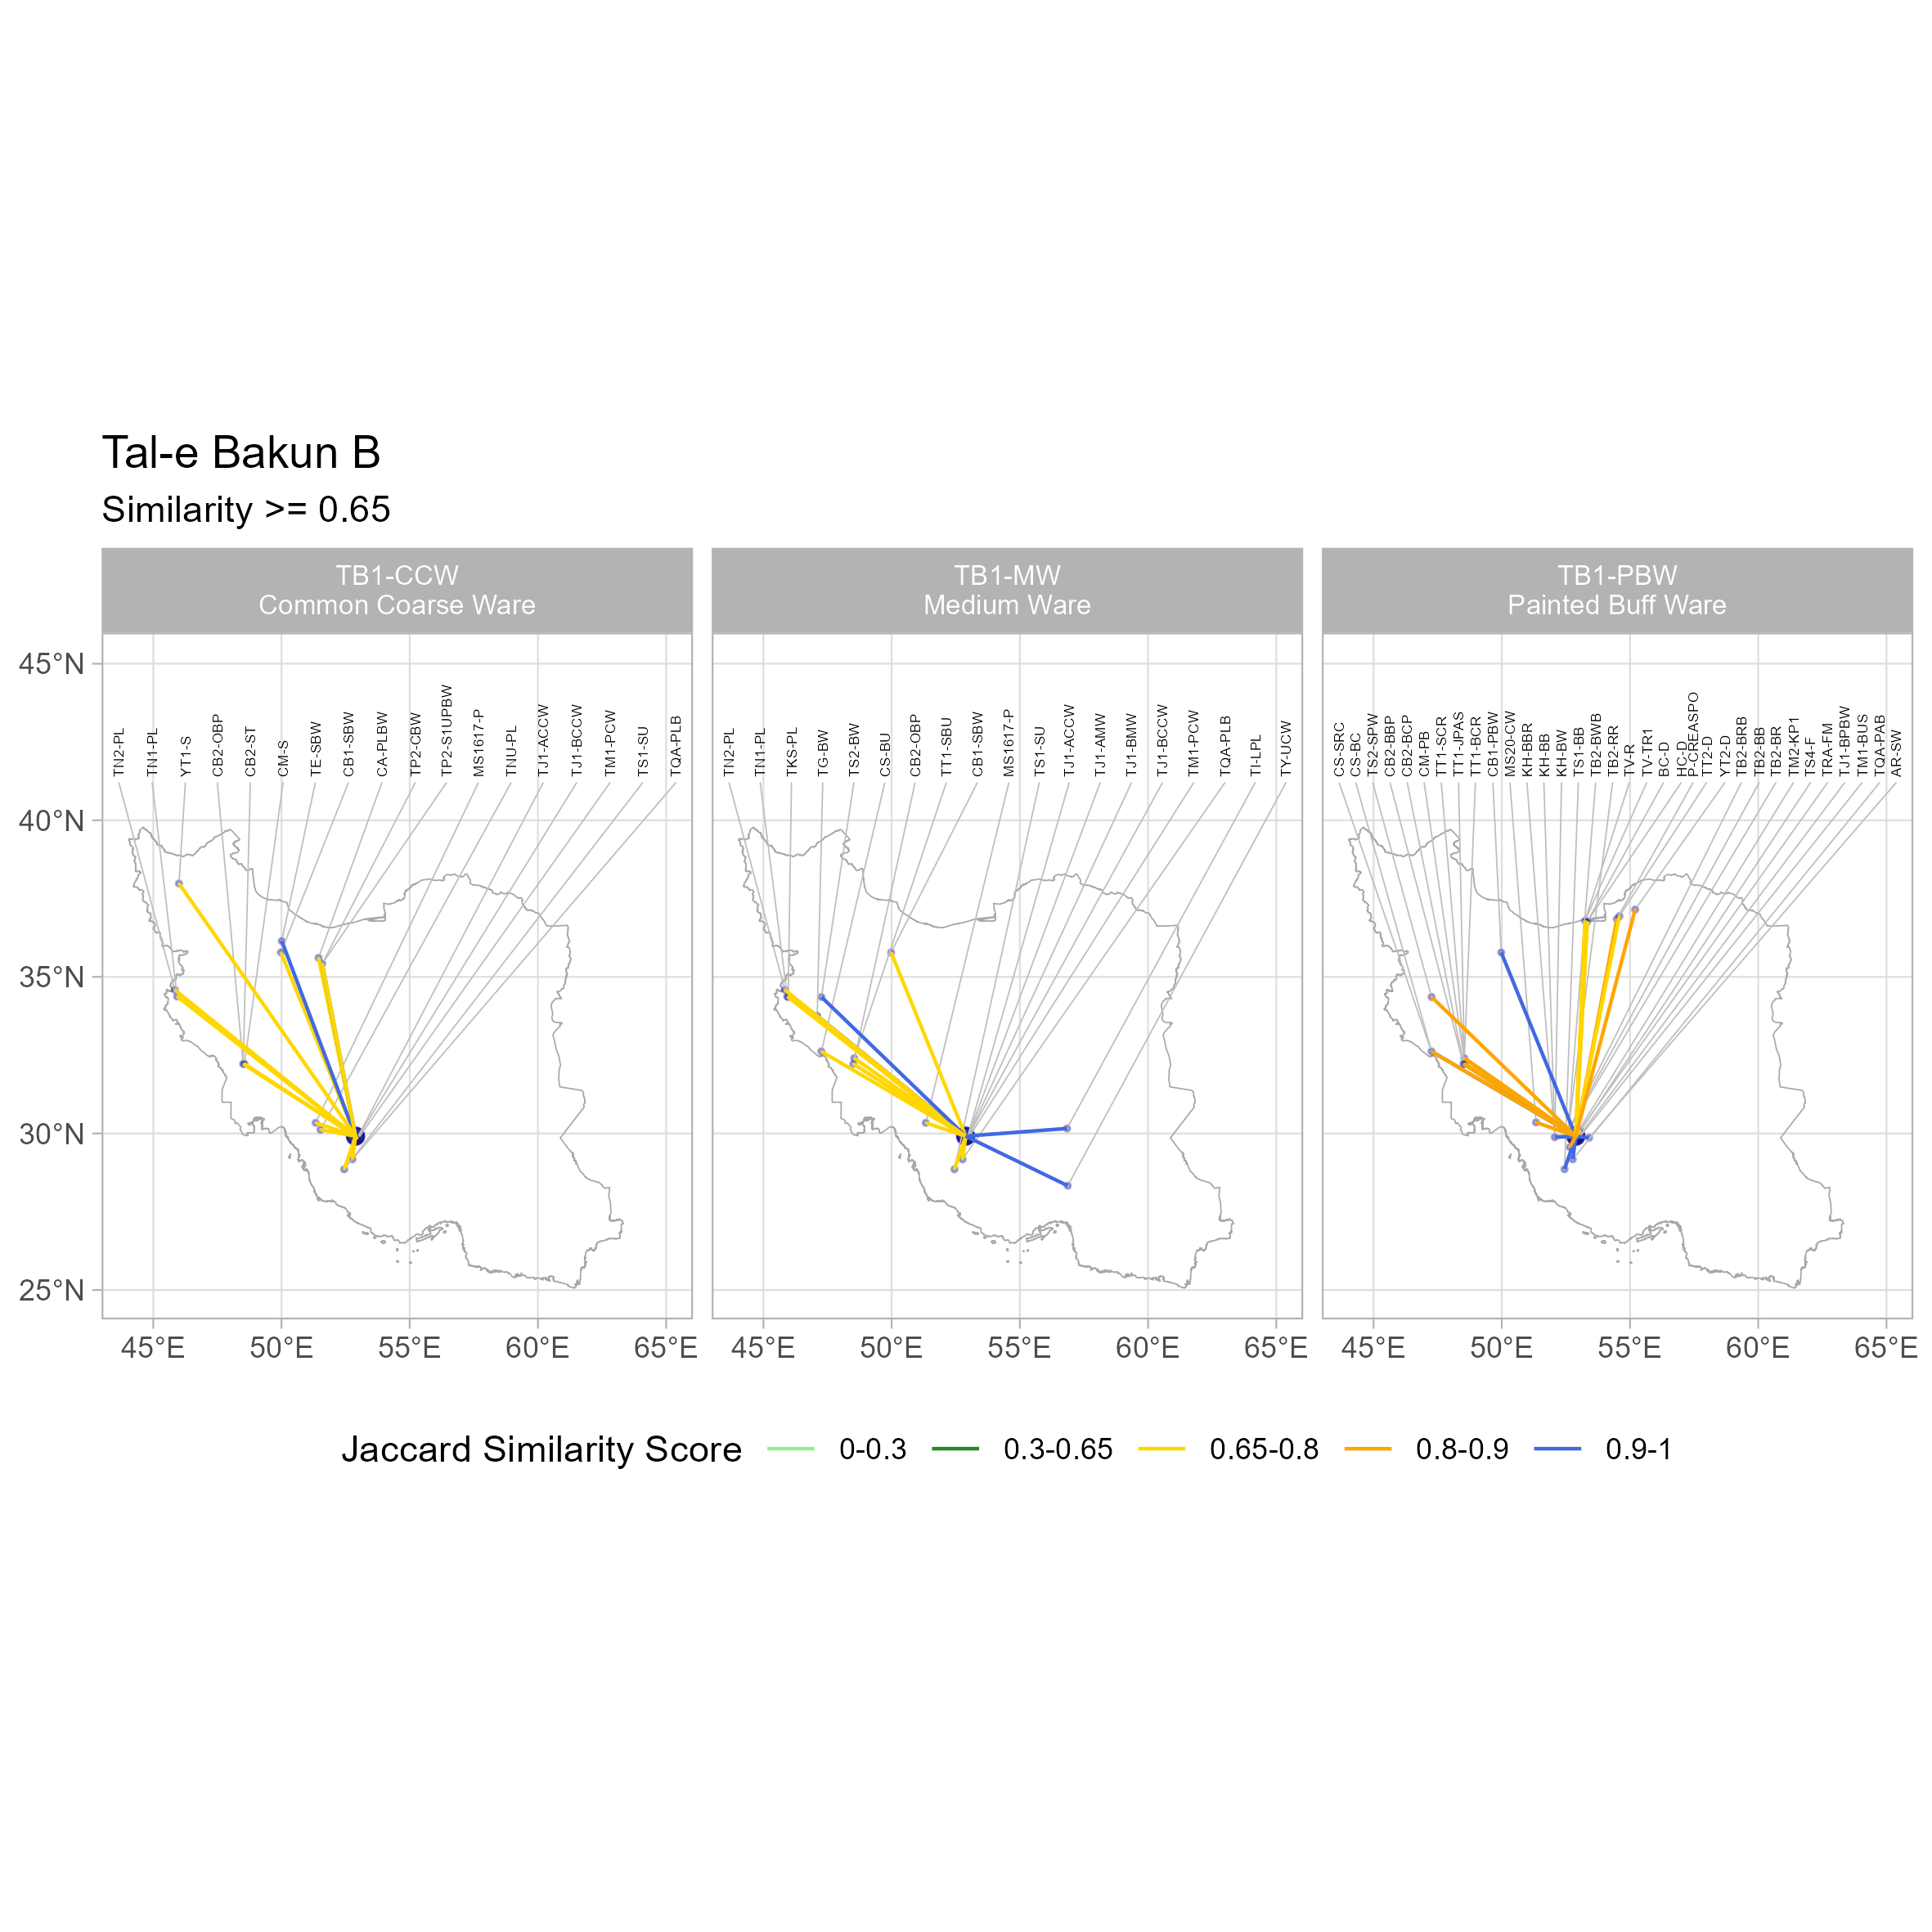 Tal-e Bakun B
Similarity >= 0.65
TB1-CCW
Common Coarse Ware
TB1-MW
Medium Ware
TB1-PBW
Painted Buff Ware
45°N
40°N
35°N
30°N
25°N
TN2-PL
TN1-PL
YT1-S
CB2-OBP
CB2-ST
CM-S
TE-SBW
CB1-SBW
CA-PLBW
TP2-CBW
TP2-S1UPBW
MS1617-P
TNU-PL
TJ1-ACCW
TJ1-BCCW
TM1-PCW
TS1-SU
TQA-PLB
TN2-PL
TN1-PL
TKS-PL
TG-BW
TS2-BW
CS-BU
CB2-OBP
TT1-SBU
CB1-SBW
MS1617-P
TS1-SU
TJ1-ACCW
TJ1-AMW
TJ1-BMW
TJ1-BCCW
TM1-PCW
TQA-PLB
TI-LPL
TY-UCW
CS-SRC
CS-BC
TS2-SPW
CB2-BBP
CB2-BCP
CM-PB
TT1-SCR
TT1-JPAS
TT1-BCR
CB1-PBW
MS20-CW
KH-BBR
KH-BB
KH-BW
TS1-BB
TB2-BWB
TB2-RR
TV-R
TV-TR1
BC-D
HC-D
P-CREASPO
TT2-D
YT2-D
TB2-BRB
TB2-BB
TB2-BR
TM2-KP1
TS4-F
TRA-FM
TJ1-BPBW
TM1-BUS
TQA-PAB
AR-SW
45°E 50°E 55°E 60°E 65°E
45°E 50°E 55°E 60°E 65°E
45°E 50°E 55°E 60°E 65°E
Jaccard Similarity Score 0-0.3 0.3-0.65 0.65-0.8 0.8-0.9 0.9-1